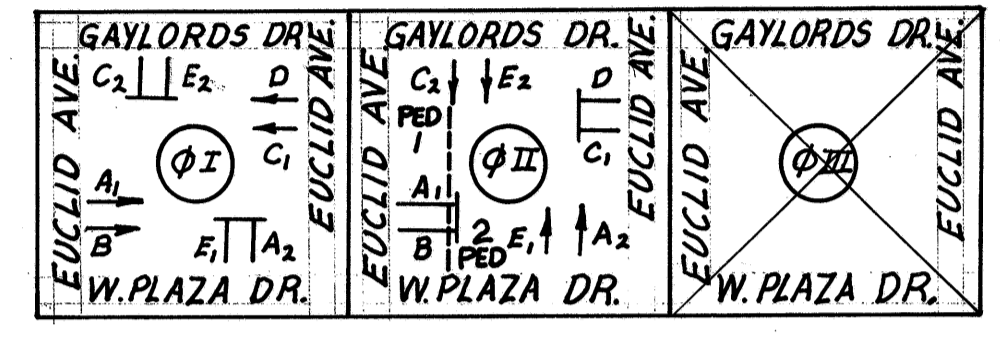 GAYLORDS DR.
EUCLID AVE.
EUCLID AVE.
C2 E2 D
C1
ΦI
A1
B
E1 A2
W. PLAZA DR.
GAYLORDS DR.
EUCLID AVE.
EUCLID AVE.
C2 E2 D
PED
1
C1
ΦII
A1
B
2
PED
E1 A2
W. PLAZA DR.
GAYLORDS DR.
EUCLID AVE.
EUCLID AVE.
ΦIII
W. PLAZA DR.